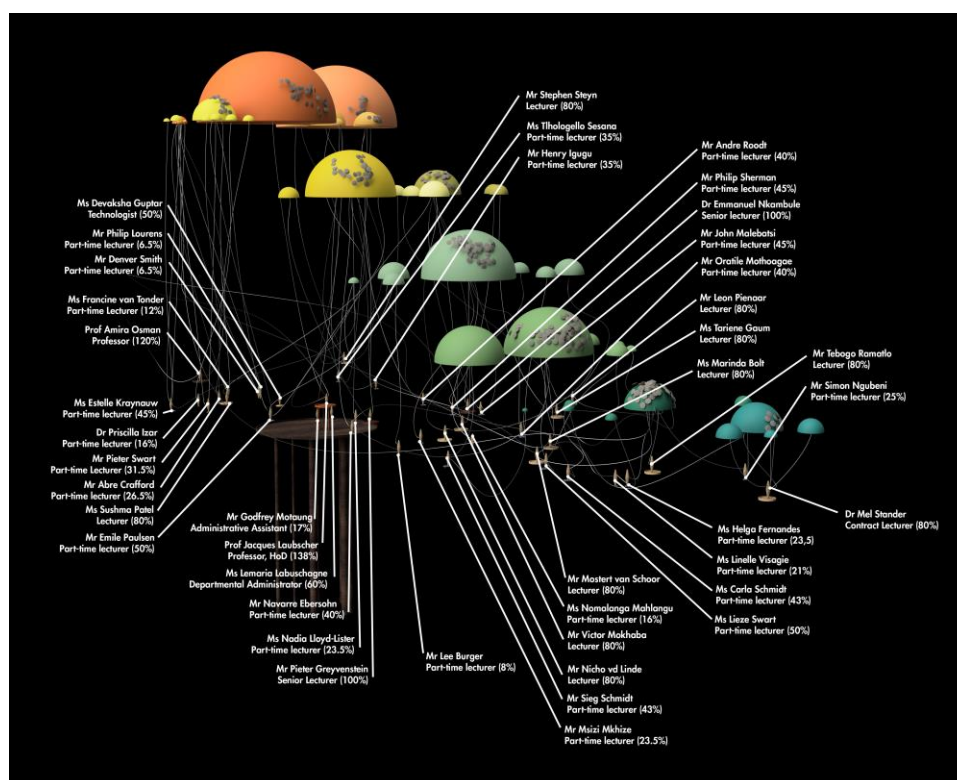 Mr Stephen Steyn
Lecturer (80%)
Ms Tlhologello Sesana
Part-time lecturer (35%)
Mr Henry Igugu
Part-time lecturer (35%)
Mr Andre Roodt
Part-time lecturer (40%)
Mr Philip Sherman
Part-time lecturer (45%)
Dr Emmanuel Nkambule
Senior lecturer (100%)
Mr John Malebatsi
Part-time lecturer (45%)
Mr Oratile Mothoagae
Part-time lecturer (40%)
Mr Leon Pienaar
Lecturer (80%)
Ms Tariene Gaum
Lecturer (80%)
Ms Marinda Bolt
Lecturer (80%)
Mr Tebogo Ramatlo
Lecturer (80%)
Mr Simon Ngubeni
Part-time lecturer (25%)
Ms Devaksha Guptar
Technologist (50%)
Mr Philip Lourens
Part-time lecturer (6.5%)
Mr Denver Smith
Part-time lecturer (6.5%)
Ms Francine van Tonder
Part-time Lecturer (12%)
Prof Amira Osman
Professor (120%)
Ms Estelle Kraynauw
Part-time lecturer (45%)
Dr Priscilla Izar
Part-time lecturer (16%)
Mr Pieter Swart
Part-time Lecturer (31.5%)
Mr Abre Crafford
Part-time lecturer (26.5%)
Ms Sushma Patel
Lecturer (80%)
Mr Emile Paulsen
Part-time lecturer (50%)
Mr Godfrey Motaung
Administrative Assistant (17%)
Prof Jacques Laubscher
Professor, HoD (138%)
Ms Lemaria Labuschagne
Departmental Administrator (60%)
Mr Navarre Ebersohn
Part-time lecturer (40%)
Ms Nadia Lloyd-Lister
Part-time lecturer (23.5%)
Mr Pieter Greyvenstein
Senior Lecturer (100%)
Mr Lee Burger
Part-time lecturer (8%)
Mr Mostert van Schoor
Lecturer (80%)
Ms Nomalanga Mahlangu
Part-time lecturer (16%)
Mr Victor Mokhaba
Lecturer (80%)
Mr Nicho vd Linde
Lecturer (80%)
Mr Sieg Schmidt
Part-time lecturer (43%)
Mr Msizi Mkhize
Part-time lecturer (23.5%)
Dr Mel Stander
Contract Lecturer (80%)
Ms Helga Fernandes
Part-time lecturer (23,5)
Ms Linelle Visagie
Part-time lecturer (21%)
Ms Carla Schmidt
Part-time lecturer (43%)
Ms Lieze Swart
Part-time lecturer (50%)